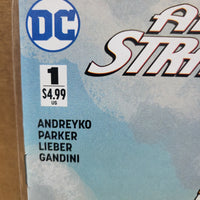 DC
1
$4.99
US
ANDREYKO
PARKER
LIEBER
GANDINI